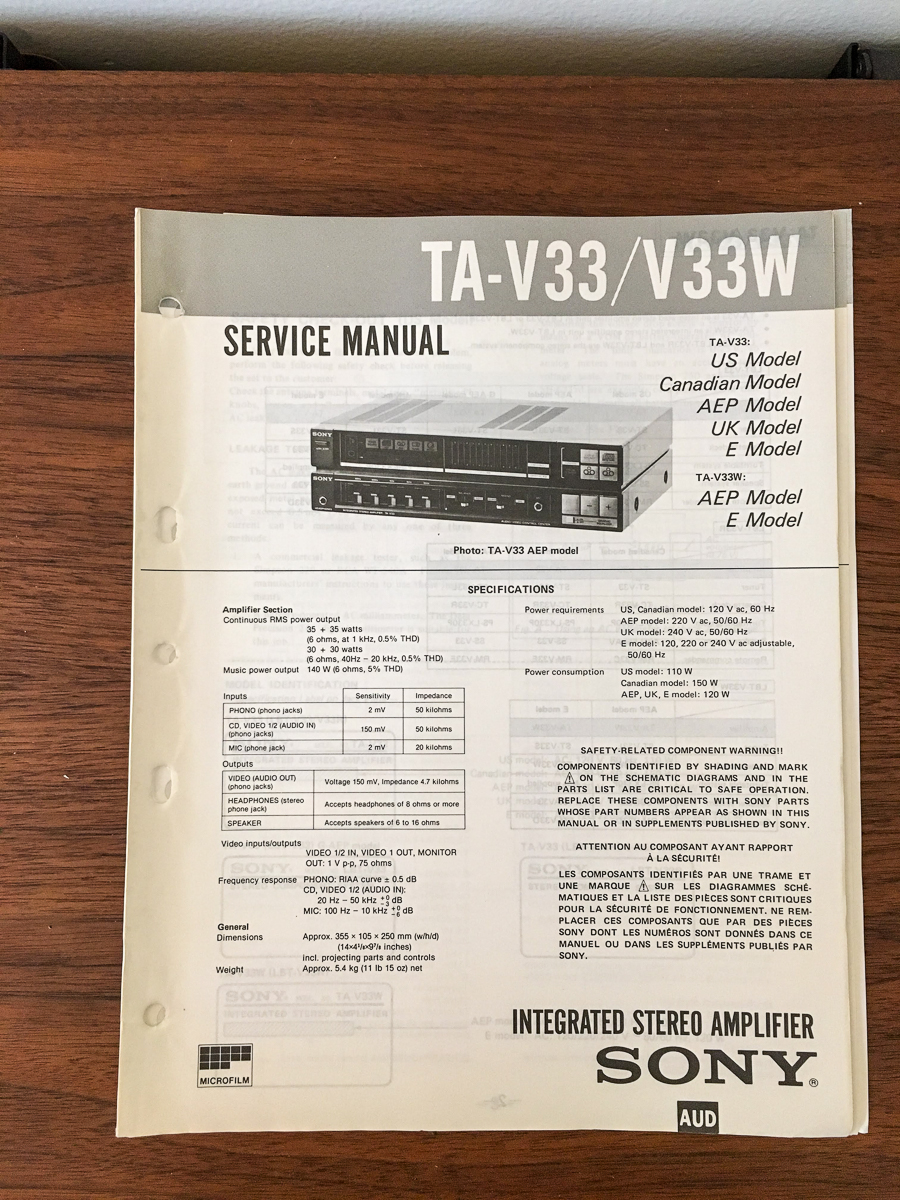 TA-V33/V33W
SERVICE MANUAL
TA-V33:
US Model
Canadian Model
AEP Model
UK Model
E Model
TA-V33W:
AEP Model
E Model
SONY
SONY
Photo: TA-V33 AEP model
SPECIFICATIONS
Amplifier Section
Continuous RMS power output
35 + 35 watts
(6 ohms, at 1 kHz, 0.5% THD)
30 + 30 watts
(6 ohms, 40Hz – 20 kHz, 0.5% THD)
Music power output 140 W (6 ohms, 5% THD)
Inputs Sensitivity Impedance
PHONO (phono jacks) 2 mV 50 kilohms
CD, VIDEO 1/2 (AUDIO IN)
(phono jacks) 150 mV 50 kilohms
MIC (phone jack) 2 mV 20 kilohms
Outputs
VIDEO (AUDIO OUT)
(phono jacks) Voltage 150 mV, Impedance 4.7 kilohms
HEADPHONES (stereo
phone jack) Accepts headphones of 8 ohms or more
SPEAKER Accepts speakers of 6 to 16 ohms
Video inputs/outputs
VIDEO 1/2 IN, VIDEO 1 OUT, MONITOR
OUT: 1 V p-p, 75 ohms
Frequency response PHONO: RIAA curve ± 0.5 dB
CD, VIDEO 1/2 (AUDIO IN):
20 Hz – 50 kHz +0 −3 dB
MIC: 100 Hz – 10 kHz +0 −6 dB
General
Dimensions Approx. 355 × 105 × 250 mm (w/h/d)
(14×4¹/₄×9⁷/₈ inches)
incl. projecting parts and controls
Weight Approx. 5.4 kg (11 lb 15 oz) net
Power requirements US, Canadian model: 120 V ac, 60 Hz
AEP model: 220 V ac, 50/60 Hz
UK model: 240 V ac, 50/60 Hz
E model: 120, 220 or 240 V ac adjustable,
50/60 Hz
Power consumption US model: 110 W
Canadian model: 150 W
AEP, UK, E model: 120 W
SAFETY-RELATED COMPONENT WARNING!!
COMPONENTS IDENTIFIED BY SHADING AND MARK
⚠ ON THE SCHEMATIC DIAGRAMS AND IN THE
PARTS LIST ARE CRITICAL TO SAFE OPERATION.
REPLACE THESE COMPONENTS WITH SONY PARTS
WHOSE PART NUMBERS APPEAR AS SHOWN IN THIS
MANUAL OR IN SUPPLEMENTS PUBLISHED BY SONY.
ATTENTION AU COMPOSANT AYANT RAPPORT
À LA SÉCURITÉ!
LES COMPOSANTS IDENTIFIÉS PAR UNE TRAME ET
UNE MARQUE ⚠ SUR LES DIAGRAMMES SCHÉ-
MATIQUES ET LA LISTE DES PIÈCES SONT CRITIQUES
POUR LA SÉCURITÉ DE FONCTIONNEMENT. NE REM-
PLACER CES COMPOSANTS QUE PAR DES PIÈCES
SONY DONT LES NUMÉROS SONT DONNÉS DANS CE
MANUEL OU DANS LES SUPPLÉMENTS PUBLIÉS PAR
SONY.
INTEGRATED STEREO AMPLIFIER
SONY®
MICROFILM
AUD